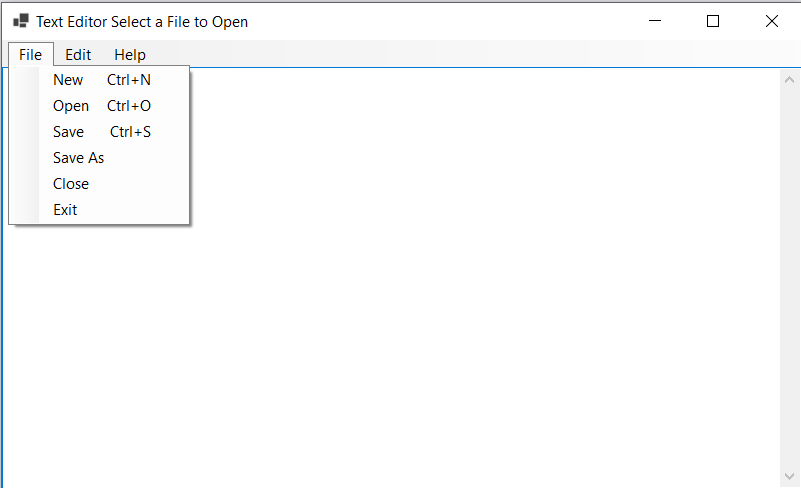 Text Editor Select a File to Open
File Edit Help
New Ctrl+N
Open Ctrl+O
Save Ctrl+S
Save As
Close
Exit